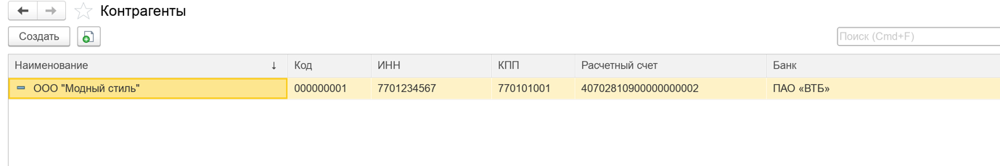 Контрагенты
Создать
Поиск (Cmd+F)
Наименование ↓ Код ИНН КПП Расчетный счет Банк
ООО "Модный стиль" 000000001 7701234567 770101001 40702810900000000002 ПАО «ВТБ»